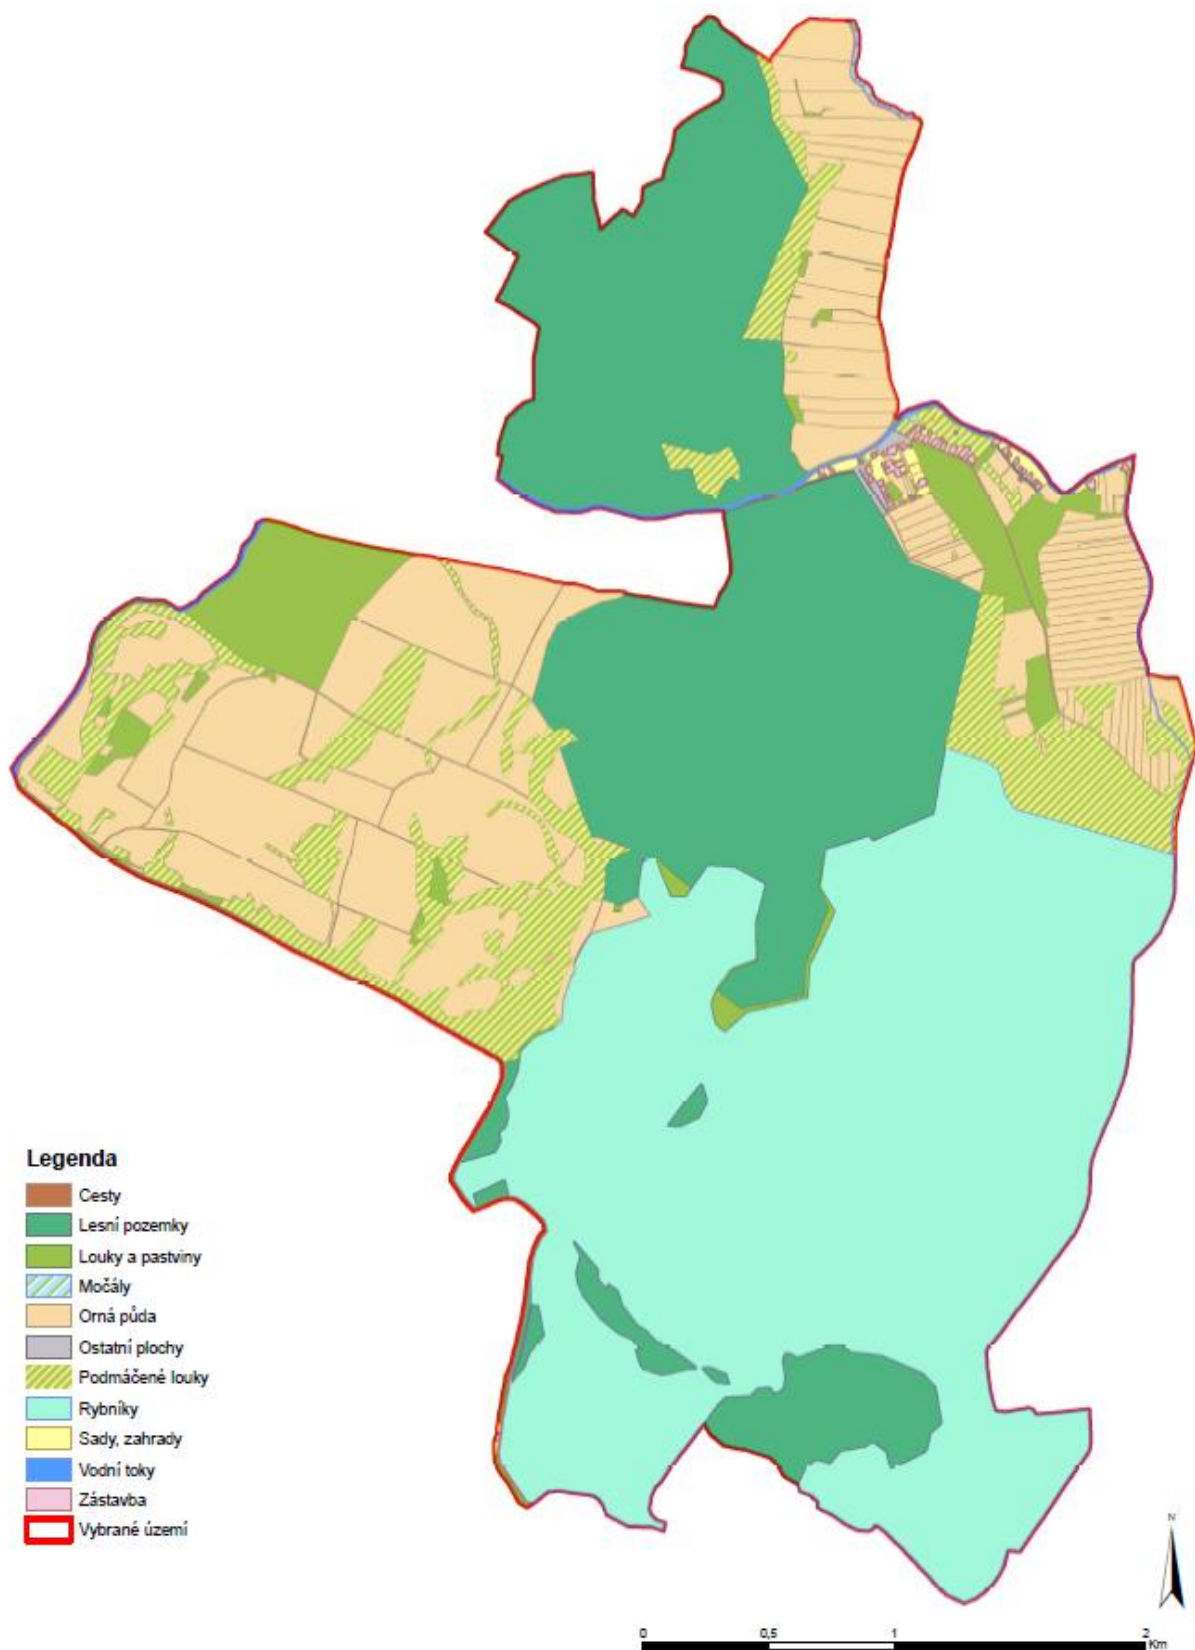 Legenda
Cesty
Lesní pozemky
Louky a pastviny
Močály
Orná půda
Ostatní plochy
Podmáčené louky
Rybníky
Sady, zahrady
Vodní toky
Zástavba
Vybrané území
N
0 0,5 1 2
Km